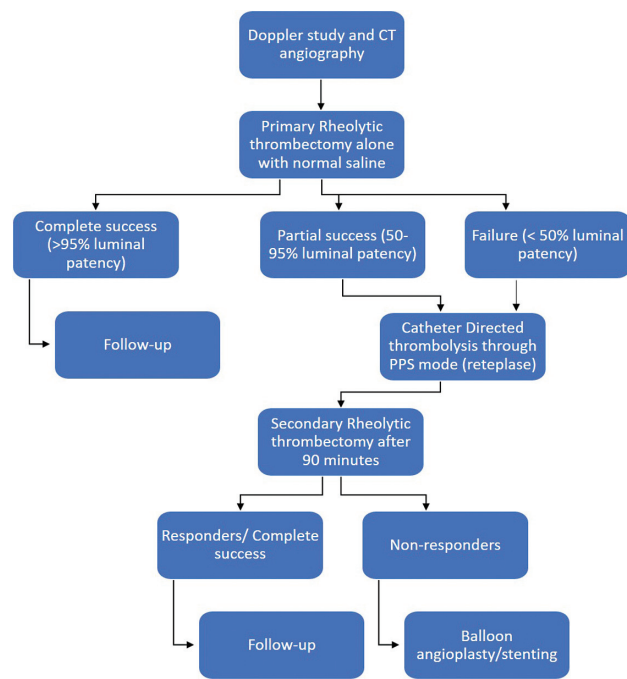 Doppler study and CT
angiography
Primary Rheolytic
thrombectomy alone
with normal saline
Complete success
(>95% luminal
patency)
Partial success (50-
95% luminal patency)
Failure (< 50% luminal
patency)
Follow-up
Catheter Directed
thrombolysis through
PPS mode (reteplase)
Secondary Rheolytic
thrombectomy after
90 minutes
Responders/ Complete
success
Non-responders
Follow-up
Balloon
angioplasty/stenting